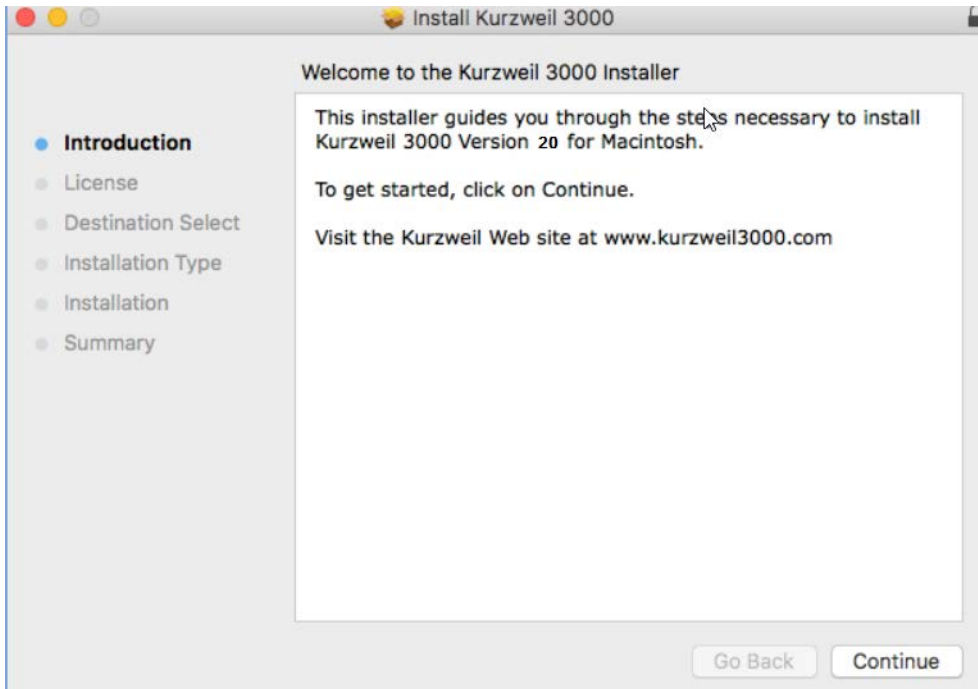 Install Kurzweil 3000
Welcome to the Kurzweil 3000 Installer
Introduction
License
Destination Select
Installation Type
Installation
Summary
This installer guides you through the steps necessary to install
Kurzweil 3000 Version 20 for Macintosh.
To get started, click on Continue.
Visit the Kurzweil Web site at www.kurzweil3000.com
Go Back
Continue